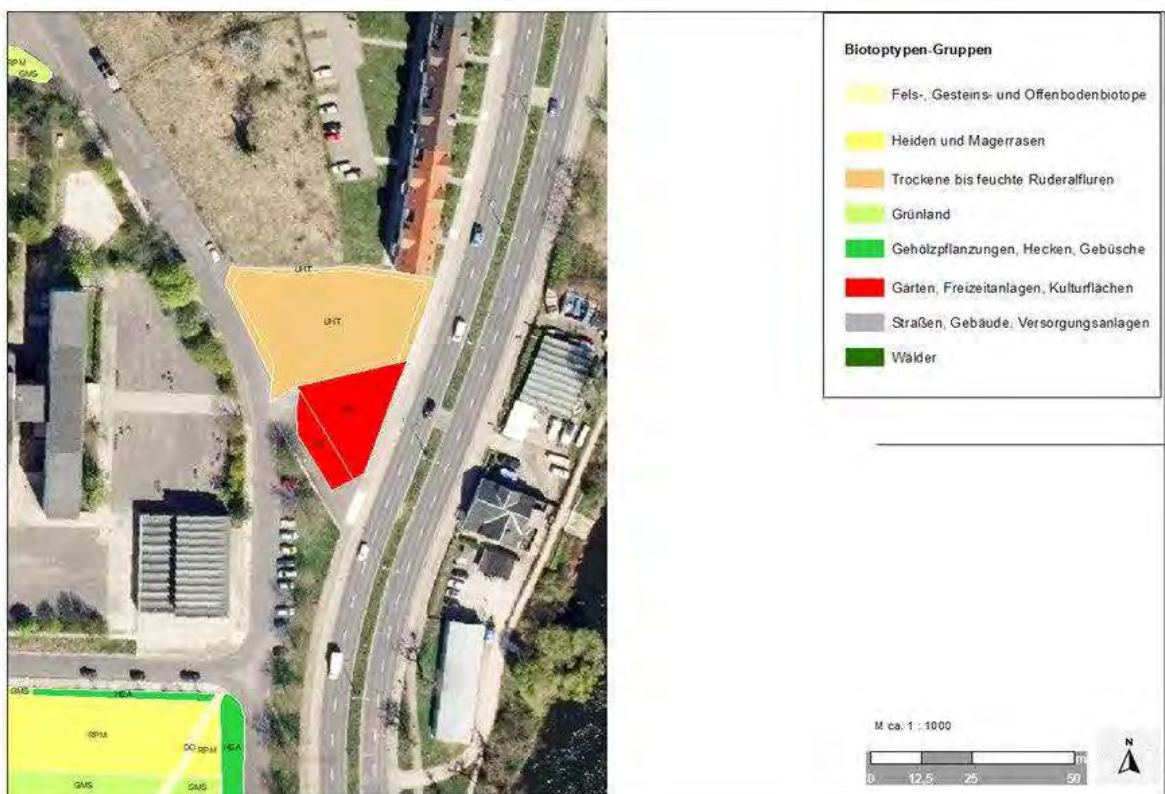 RPM
GMS
UHT
UHT
GMS
HEA
RPM
DO
RPM
HEA
GMS
GMS
Biotoptypen-Gruppen
Fels-, Gesteins- und Offenbodenbiotope
Heiden und Magerrasen
Trockene bis feuchte Ruderalfluren
Grünland
Gehölzpflanzungen, Hecken, Gebüsche
Gärten, Freizeitanlagen, Kulturflächen
Straßen, Gebäude, Versorgungsanlagen
Wälder
M ca. 1 : 1000
N
m
0 12,5 25 50